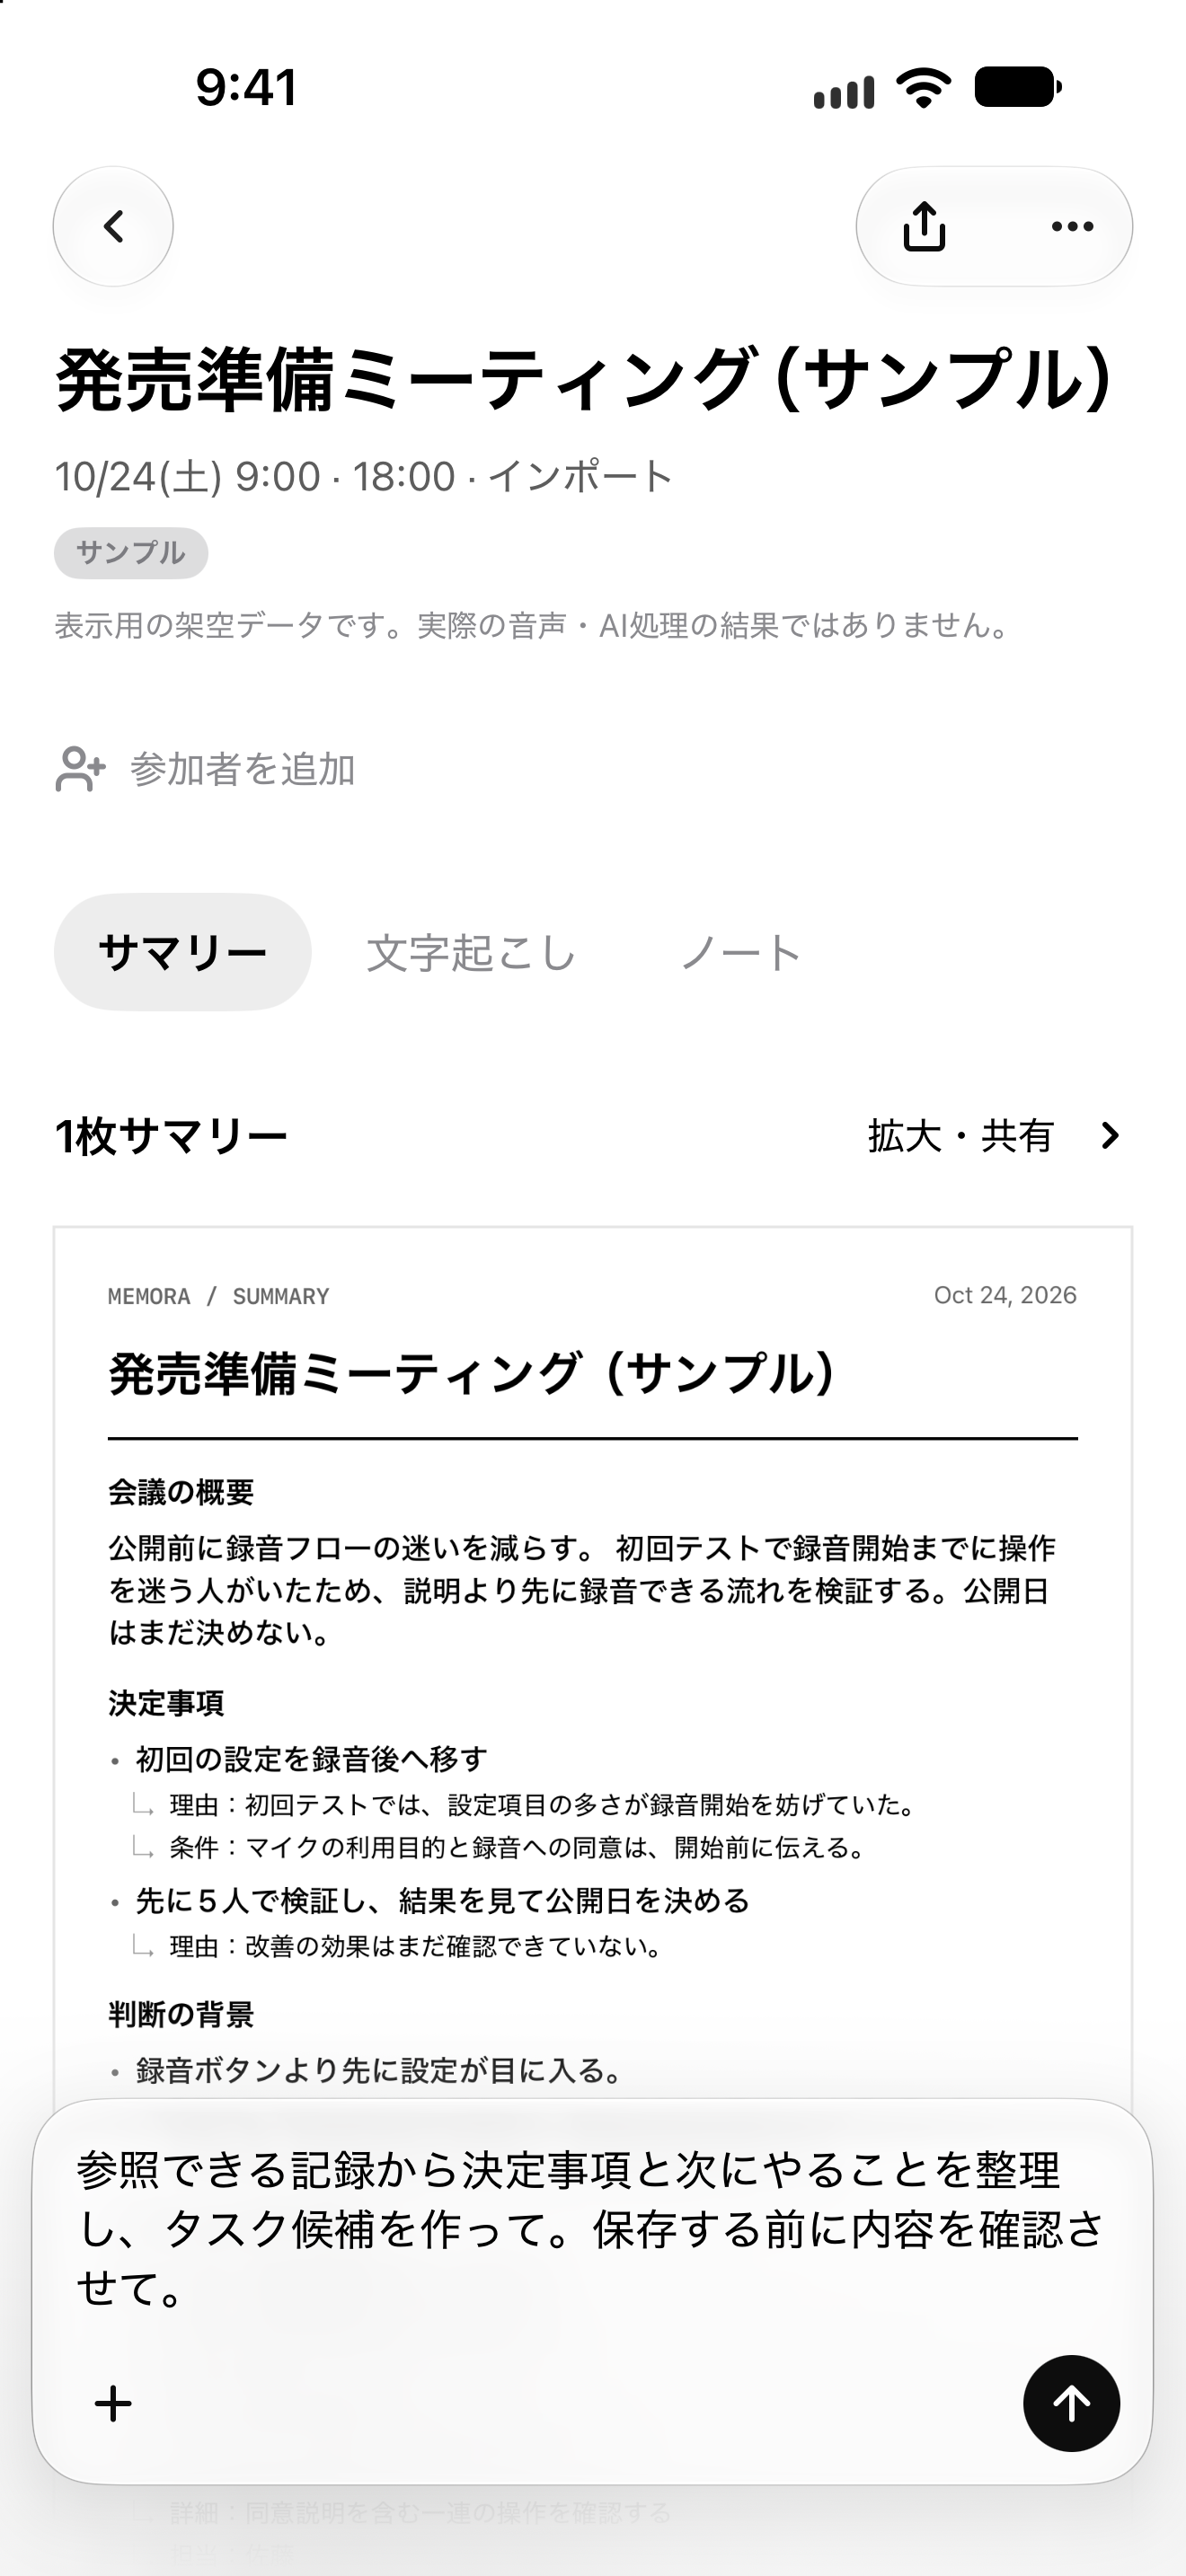 9:41
発売準備ミーティング（サンプル）
10/24(土) 9:00 · 18:00 · インポート
サンプル
表示用の架空データです。実際の音声・AI処理の結果ではありません。
参加者を追加
サマリー 文字起こし ノート
1枚サマリー 拡大・共有
MEMORA / SUMMARY Oct 24, 2026
発売準備ミーティング（サンプル）
会議の概要
公開前に録音フローの迷いを減らす。 初回テストで録音開始までに操作
を迷う人がいたため、説明より先に録音できる流れを検証する。公開日
はまだ決めない。
決定事項
• 初回の設定を録音後へ移す
理由：初回テストでは、設定項目の多さが録音開始を妨げていた。
条件：マイクの利用目的と録音への同意は、開始前に伝える。
• 先に5人で検証し、結果を見て公開日を決める
理由：改善の効果はまだ確認できていない。
判断の背景
• 録音ボタンより先に設定が目に入る。
参照できる記録から決定事項と次にやることを整理
し、タスク候補を作って。保存する前に内容を確認さ
せて。
詳細：同意説明を含む一連の操作を確認する